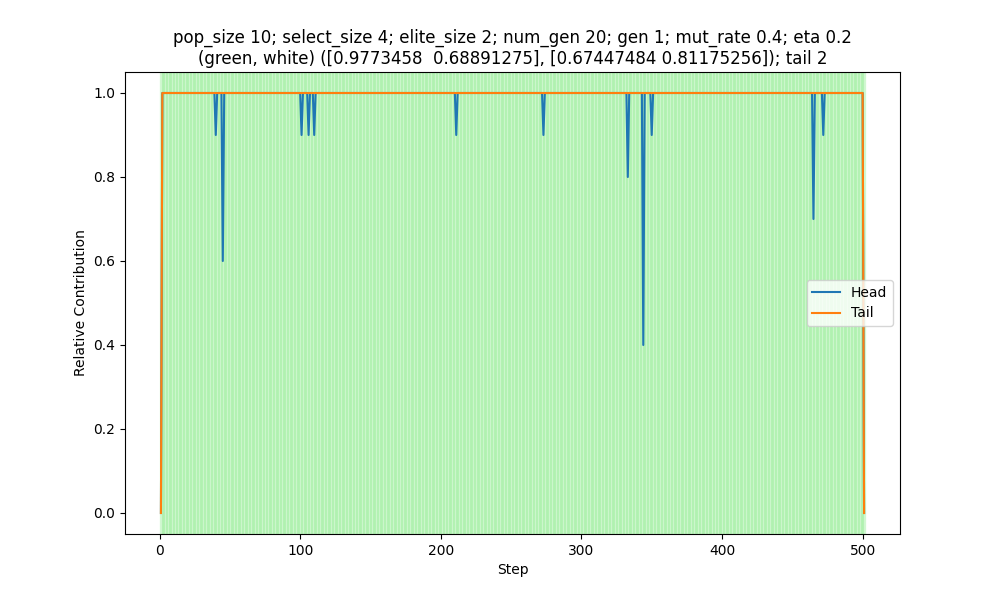 pop_size 10; select_size 4; elite_size 2; num_gen 20; gen 1; mut_rate 0.4; eta 0.2
(green, white) ([0.9773458  0.68891275], [0.67447484 0.81175256]); tail 2
1.0
0.8
0.6
0.4
0.2
0.0
Relative Contribution
Head
Tail
0
100
200
300
400
500
Step